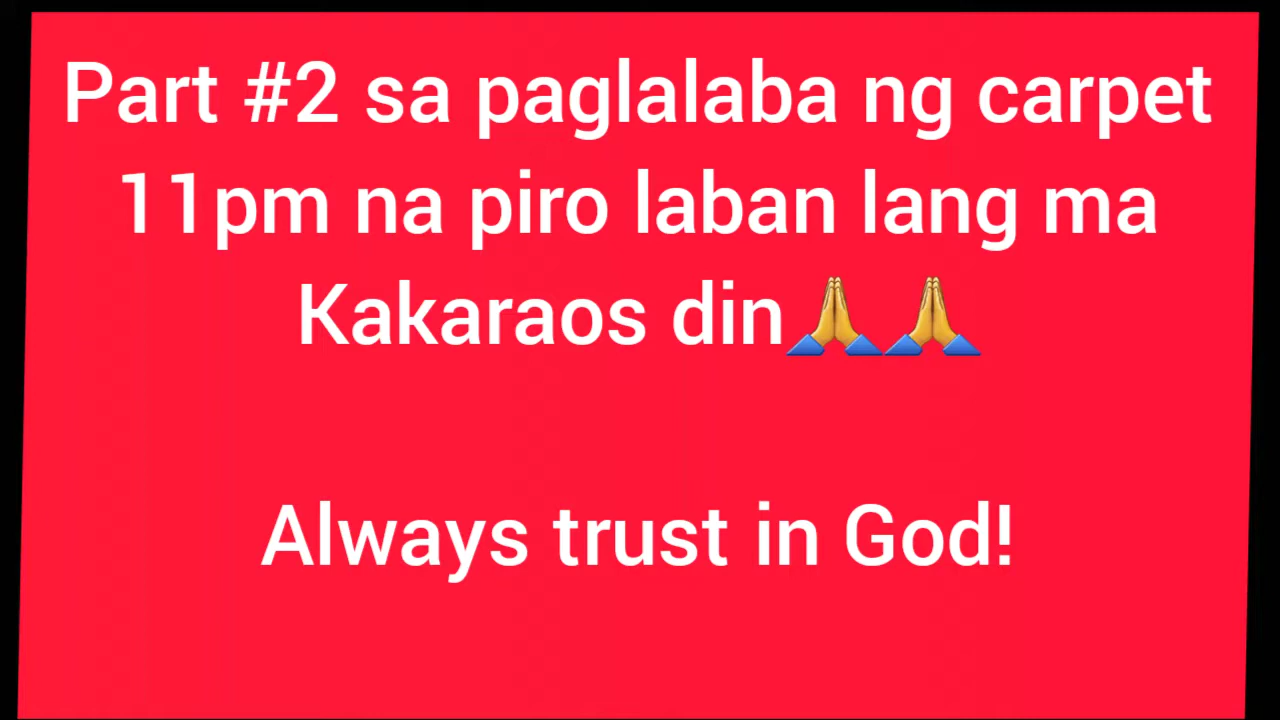 Part #2 sa paglalaba ng carpet
11pm na piro laban lang ma
Kakaraos din🙏🙏
Always trust in God!